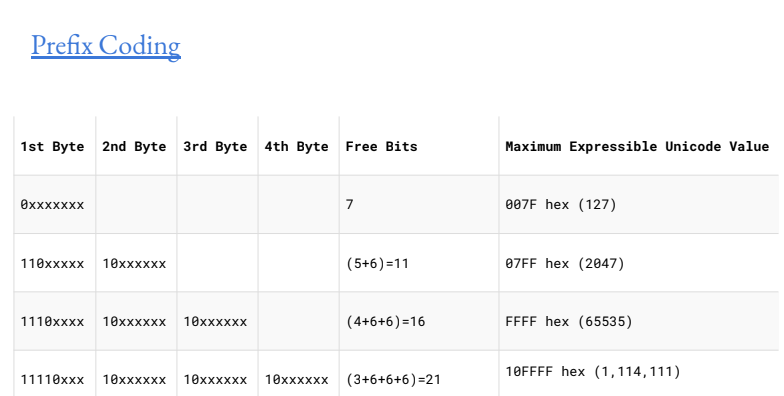 Prefix Coding
1st Byte 2nd Byte 3rd Byte 4th Byte Free Bits Maximum Expressible Unicode Value
0xxxxxxx 7 007F hex (127)
110xxxxx 10xxxxxx (5+6)=11 07FF hex (2047)
1110xxxx 10xxxxxx 10xxxxxx (4+6+6)=16 FFFF hex (65535)
11110xxx 10xxxxxx 10xxxxxx 10xxxxxx (3+6+6+6)=21 10FFFF hex (1,114,111)